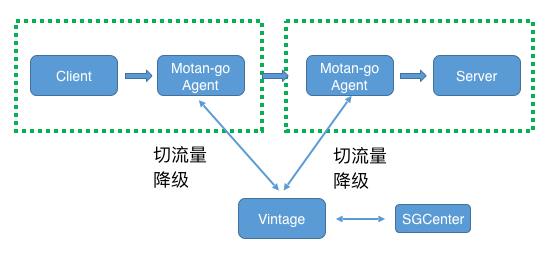 Client
Motan-go
Agent
Motan-go
Agent
Server
切流量
降级
切流量
降级
Vintage
SGCenter